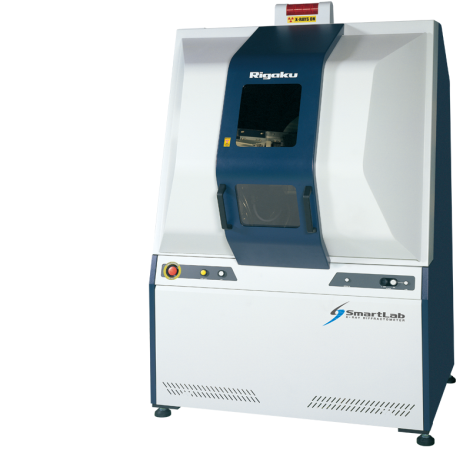 X-RAYS ON
Rigaku
SmartLab
X-RAY DIFFRACTOMETER